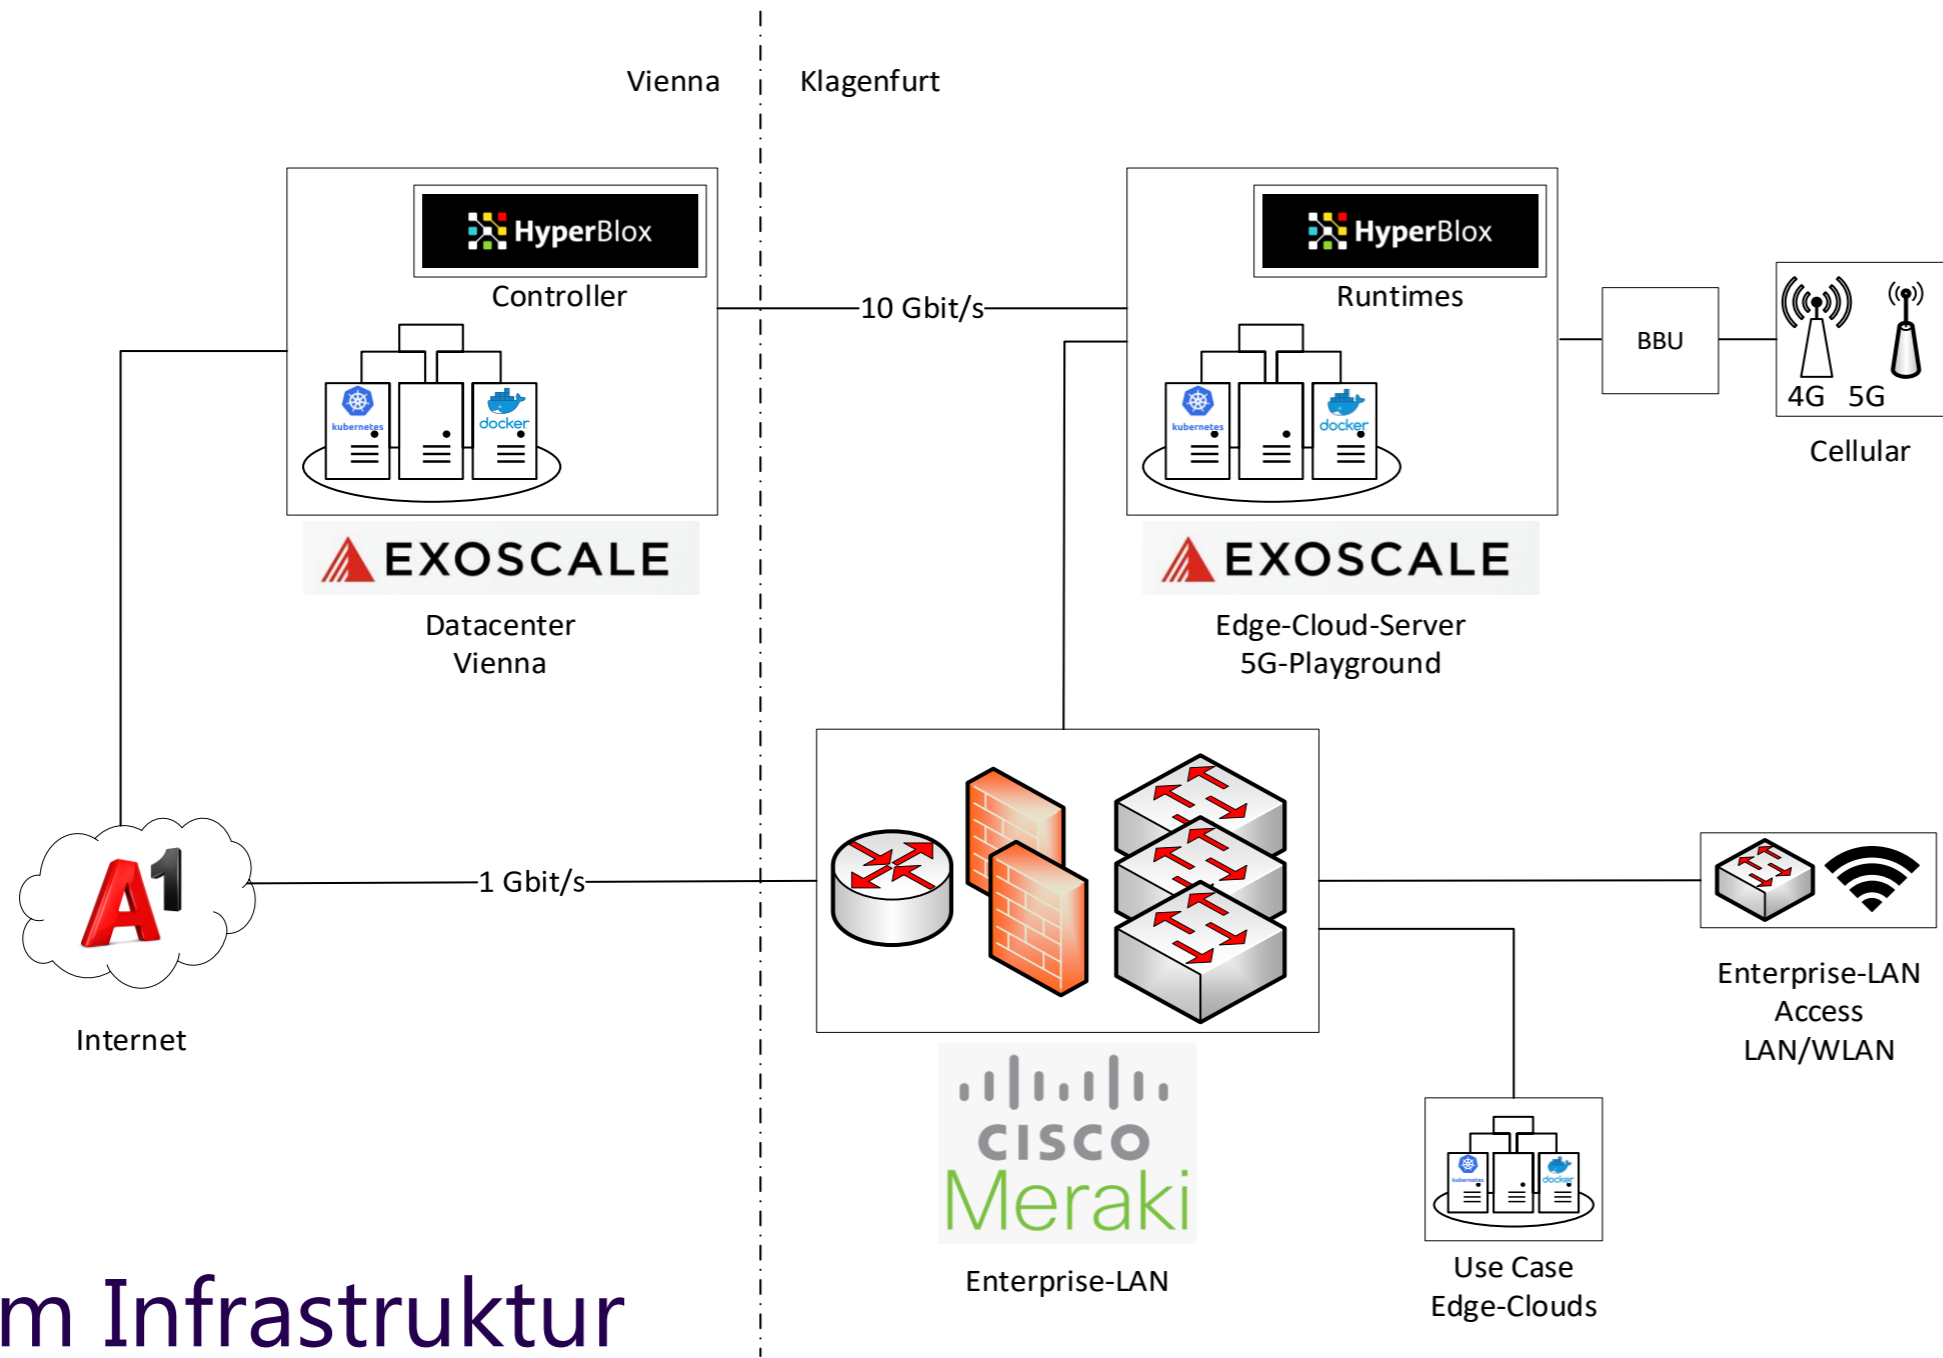 Vienna
Klagenfurt
HyperBlox
Controller
kubernetes
docker
EXOSCALE
Datacenter
Vienna
10 Gbit/s
HyperBlox
Runtimes
kubernetes
docker
EXOSCALE
Edge-Cloud-Server
5G-Playground
BBU
4G 5G
Cellular
A1
Internet
1 Gbit/s
CISCO
Meraki
Enterprise-LAN
Enterprise-LAN
Access
LAN/WLAN
kubernetes
docker
Use Case
Edge-Clouds
m Infrastruktur